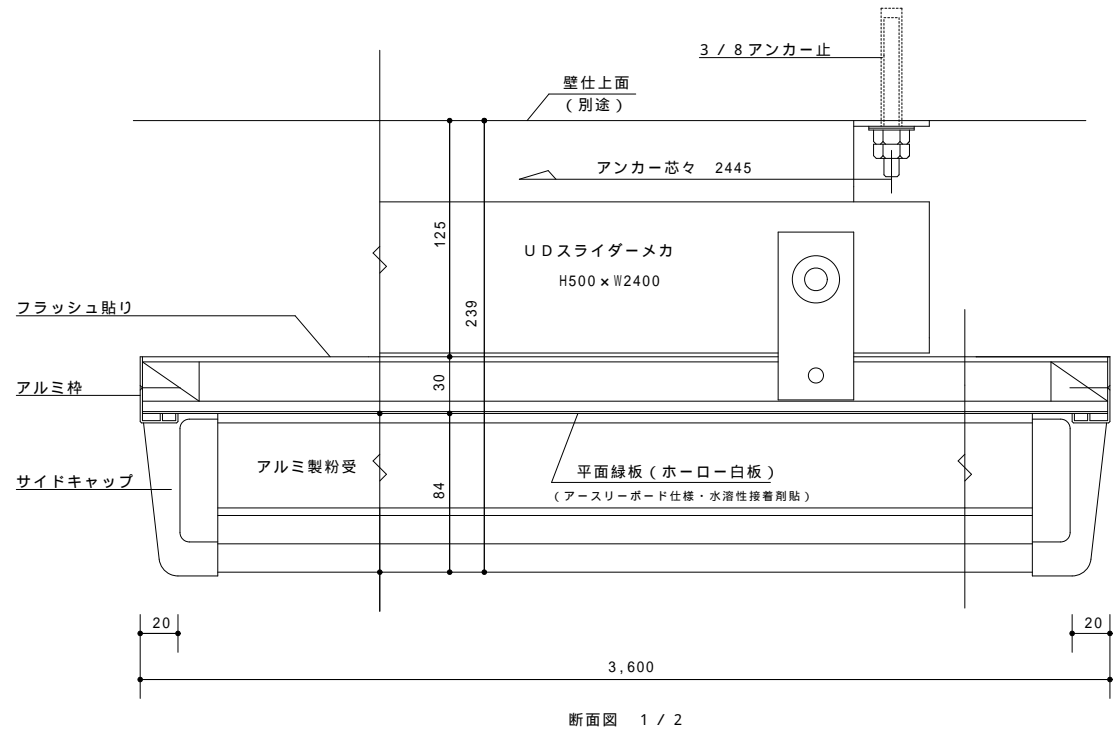 3/8アンカー止
壁仕上面
(別途)
アンカー芯々 2445
125
UDスライダーメカ
H500×W2400
239
フラッシュ貼り
30
アルミ枠
アルミ製粉受
平面緑板(ホーロー白板)
サイドキャップ
84
(アースリーボード仕様・水溶性接着剤貼)
20
20
3,600
断面図 1/2